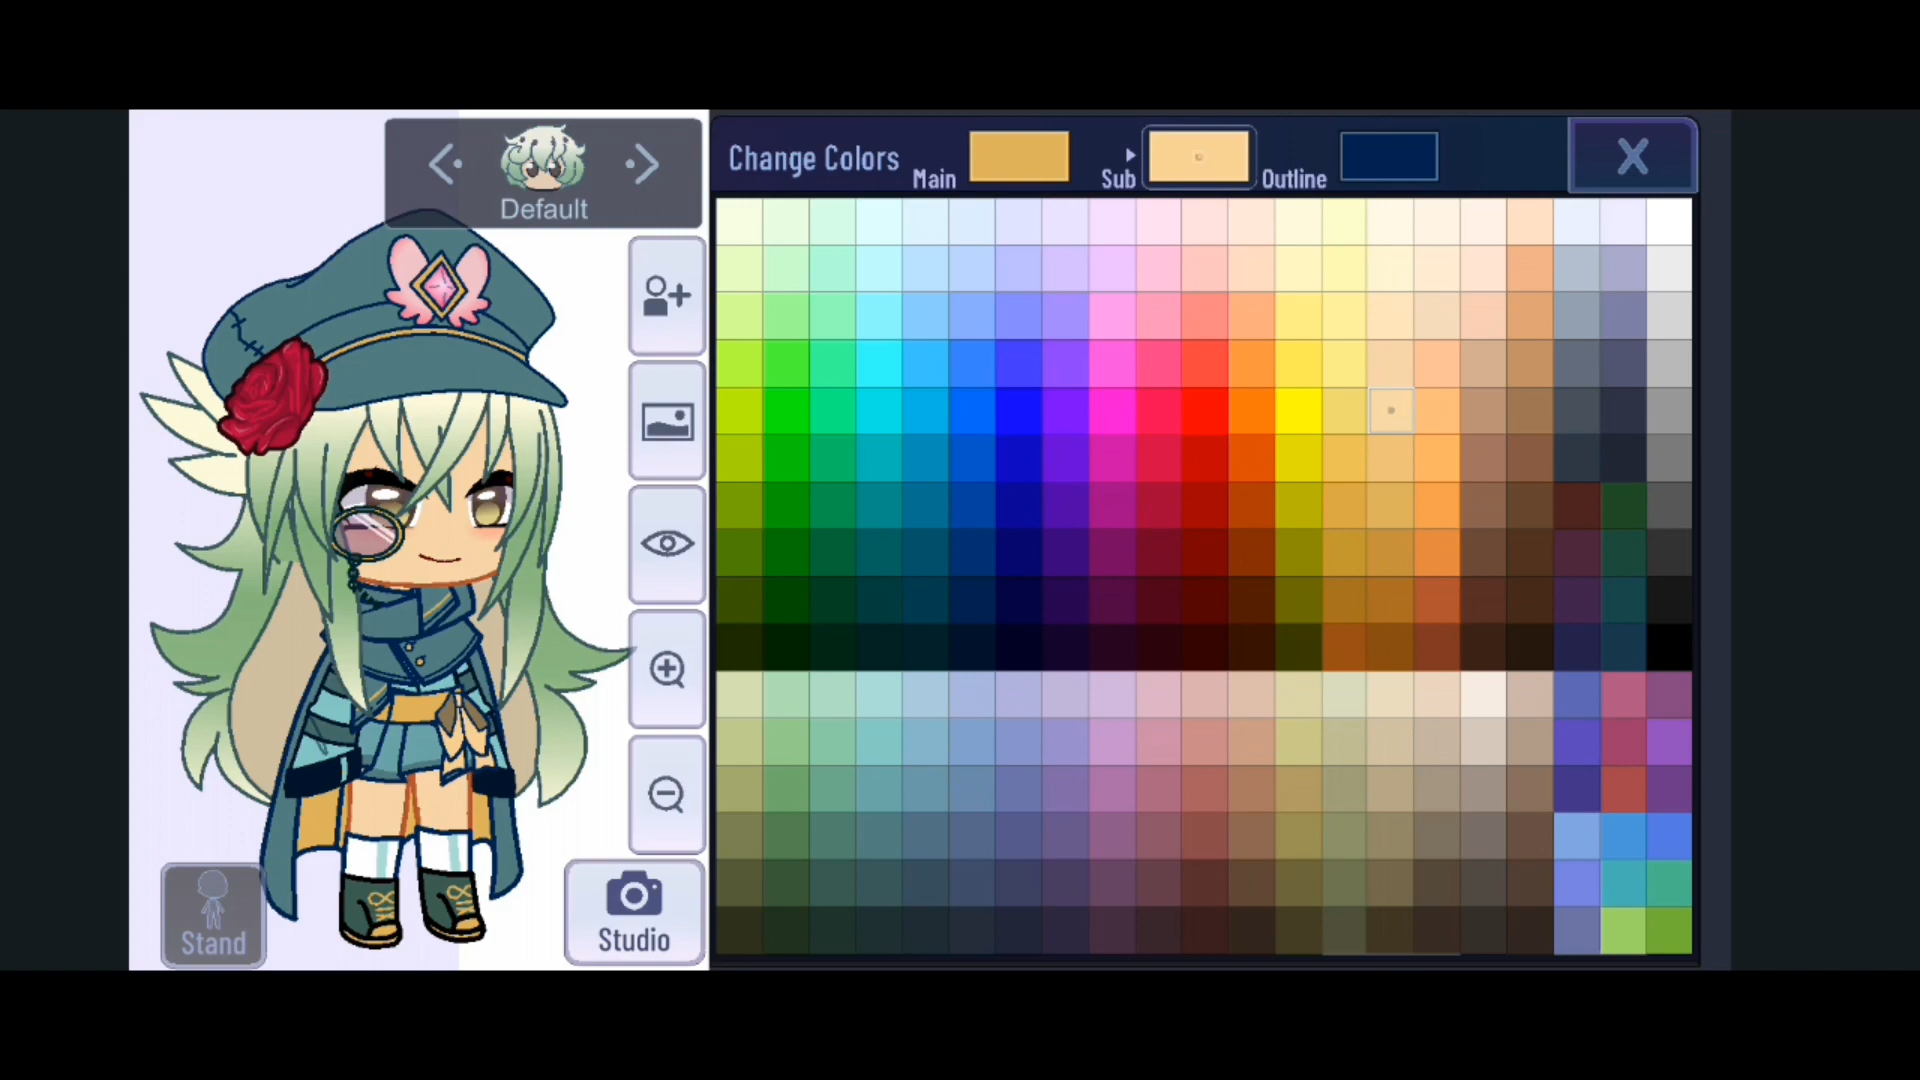 Default
Change Colors
Main
Sub
Outline
X
Stand
Studio